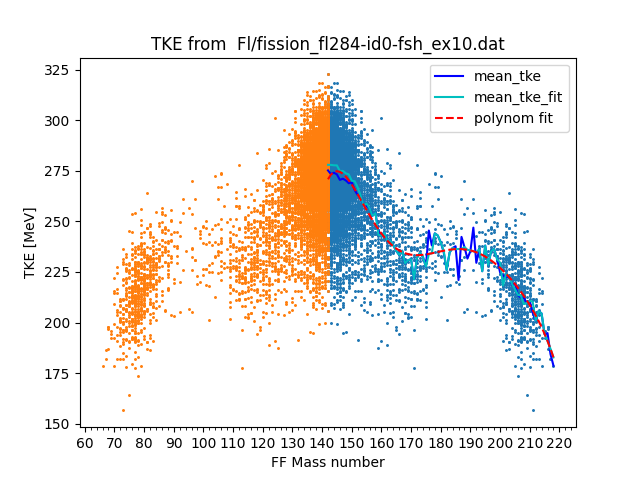 TKE from  Fl/fission_fl284-id0-fsh_ex10.dat
mean_tke
mean_tke_fit
polynom fit
TKE [MeV]
325
300
275
250
225
200
175
150
60 70 80 90 100 110 120 130 140 150 160 170 180 190 200 210 220
FF Mass number